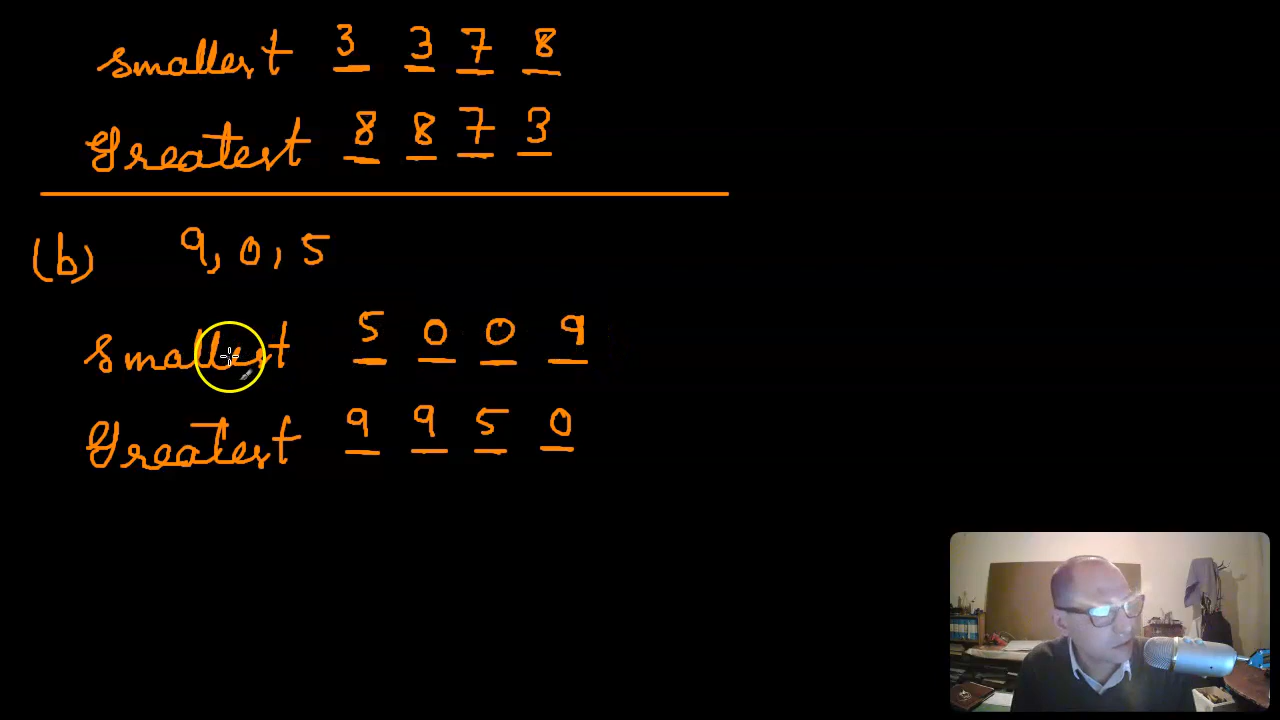 smallest 3 3 7 8
Greatest 8 8 7 3
(b) 9, 0, 5
smallest 5 0 0 9
Greatest 9 9 5 0